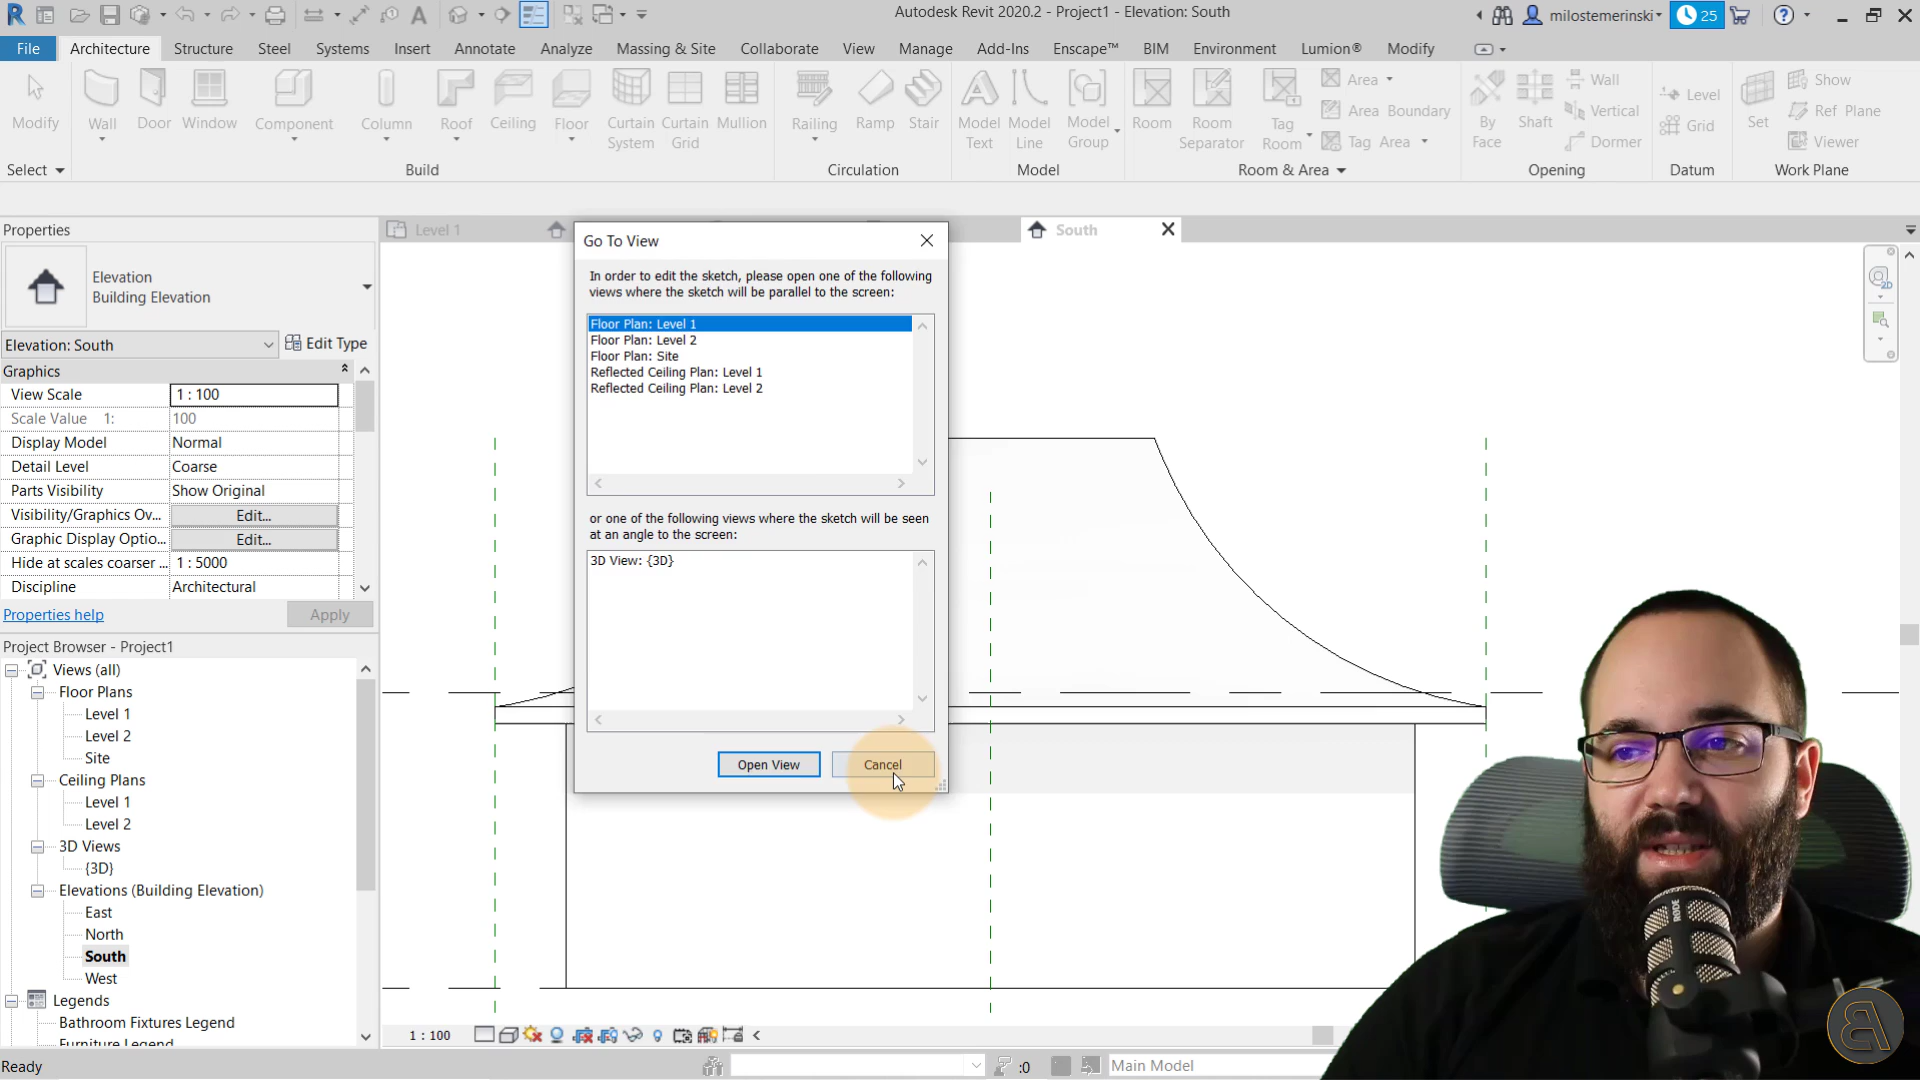 Autodesk Revit 2020.2 - Project1 - Elevation: South
milostemerinski
25
File Architecture Structure Steel Systems Insert Annotate Analyze Massing & Site Collaborate View Manage Add-Ins Enscape™ BIM Environment Lumion® Modify
Modify
Wall
Door
Window
Component
Column
Roof
Ceiling
Floor
Curtain System
Curtain Grid
Mullion
Railing
Ramp
Stair
Model Text
Model Line
Model Group
Room
Room Separator
Tag Room
Area
Area Boundary
Tag Area
By Face
Shaft
Wall
Vertical
Dormer
Level
Grid
Set
Show
Ref Plane
Viewer
Select
Build
Circulation
Model
Room & Area
Opening
Datum
Work Plane
Properties
Level 1
South
Elevation
Building Elevation
Elevation: South
Edit Type
Graphics
View Scale 1 : 100
Scale Value 1: 100
Display Model Normal
Detail Level Coarse
Parts Visibility Show Original
Visibility/Graphics Ov... Edit...
Graphic Display Optio... Edit...
Hide at scales coarser ... 1 : 5000
Discipline Architectural
Properties help Apply
Project Browser - Project1
Views (all)
Floor Plans
Level 1
Level 2
Site
Ceiling Plans
Level 1
Level 2
3D Views
{3D}
Elevations (Building Elevation)
East
North
South
West
Legends
Bathroom Fixtures Legend
Furniture Legend
Go To View
In order to edit the sketch, please open one of the following
views where the sketch will be parallel to the screen:
Floor Plan: Level 1
Floor Plan: Level 2
Floor Plan: Site
Reflected Ceiling Plan: Level 1
Reflected Ceiling Plan: Level 2
or one of the following views where the sketch will be seen
at an angle to the screen:
3D View: {3D}
Open View Cancel
RØDE
1 : 100
Ready
:0
Main Model